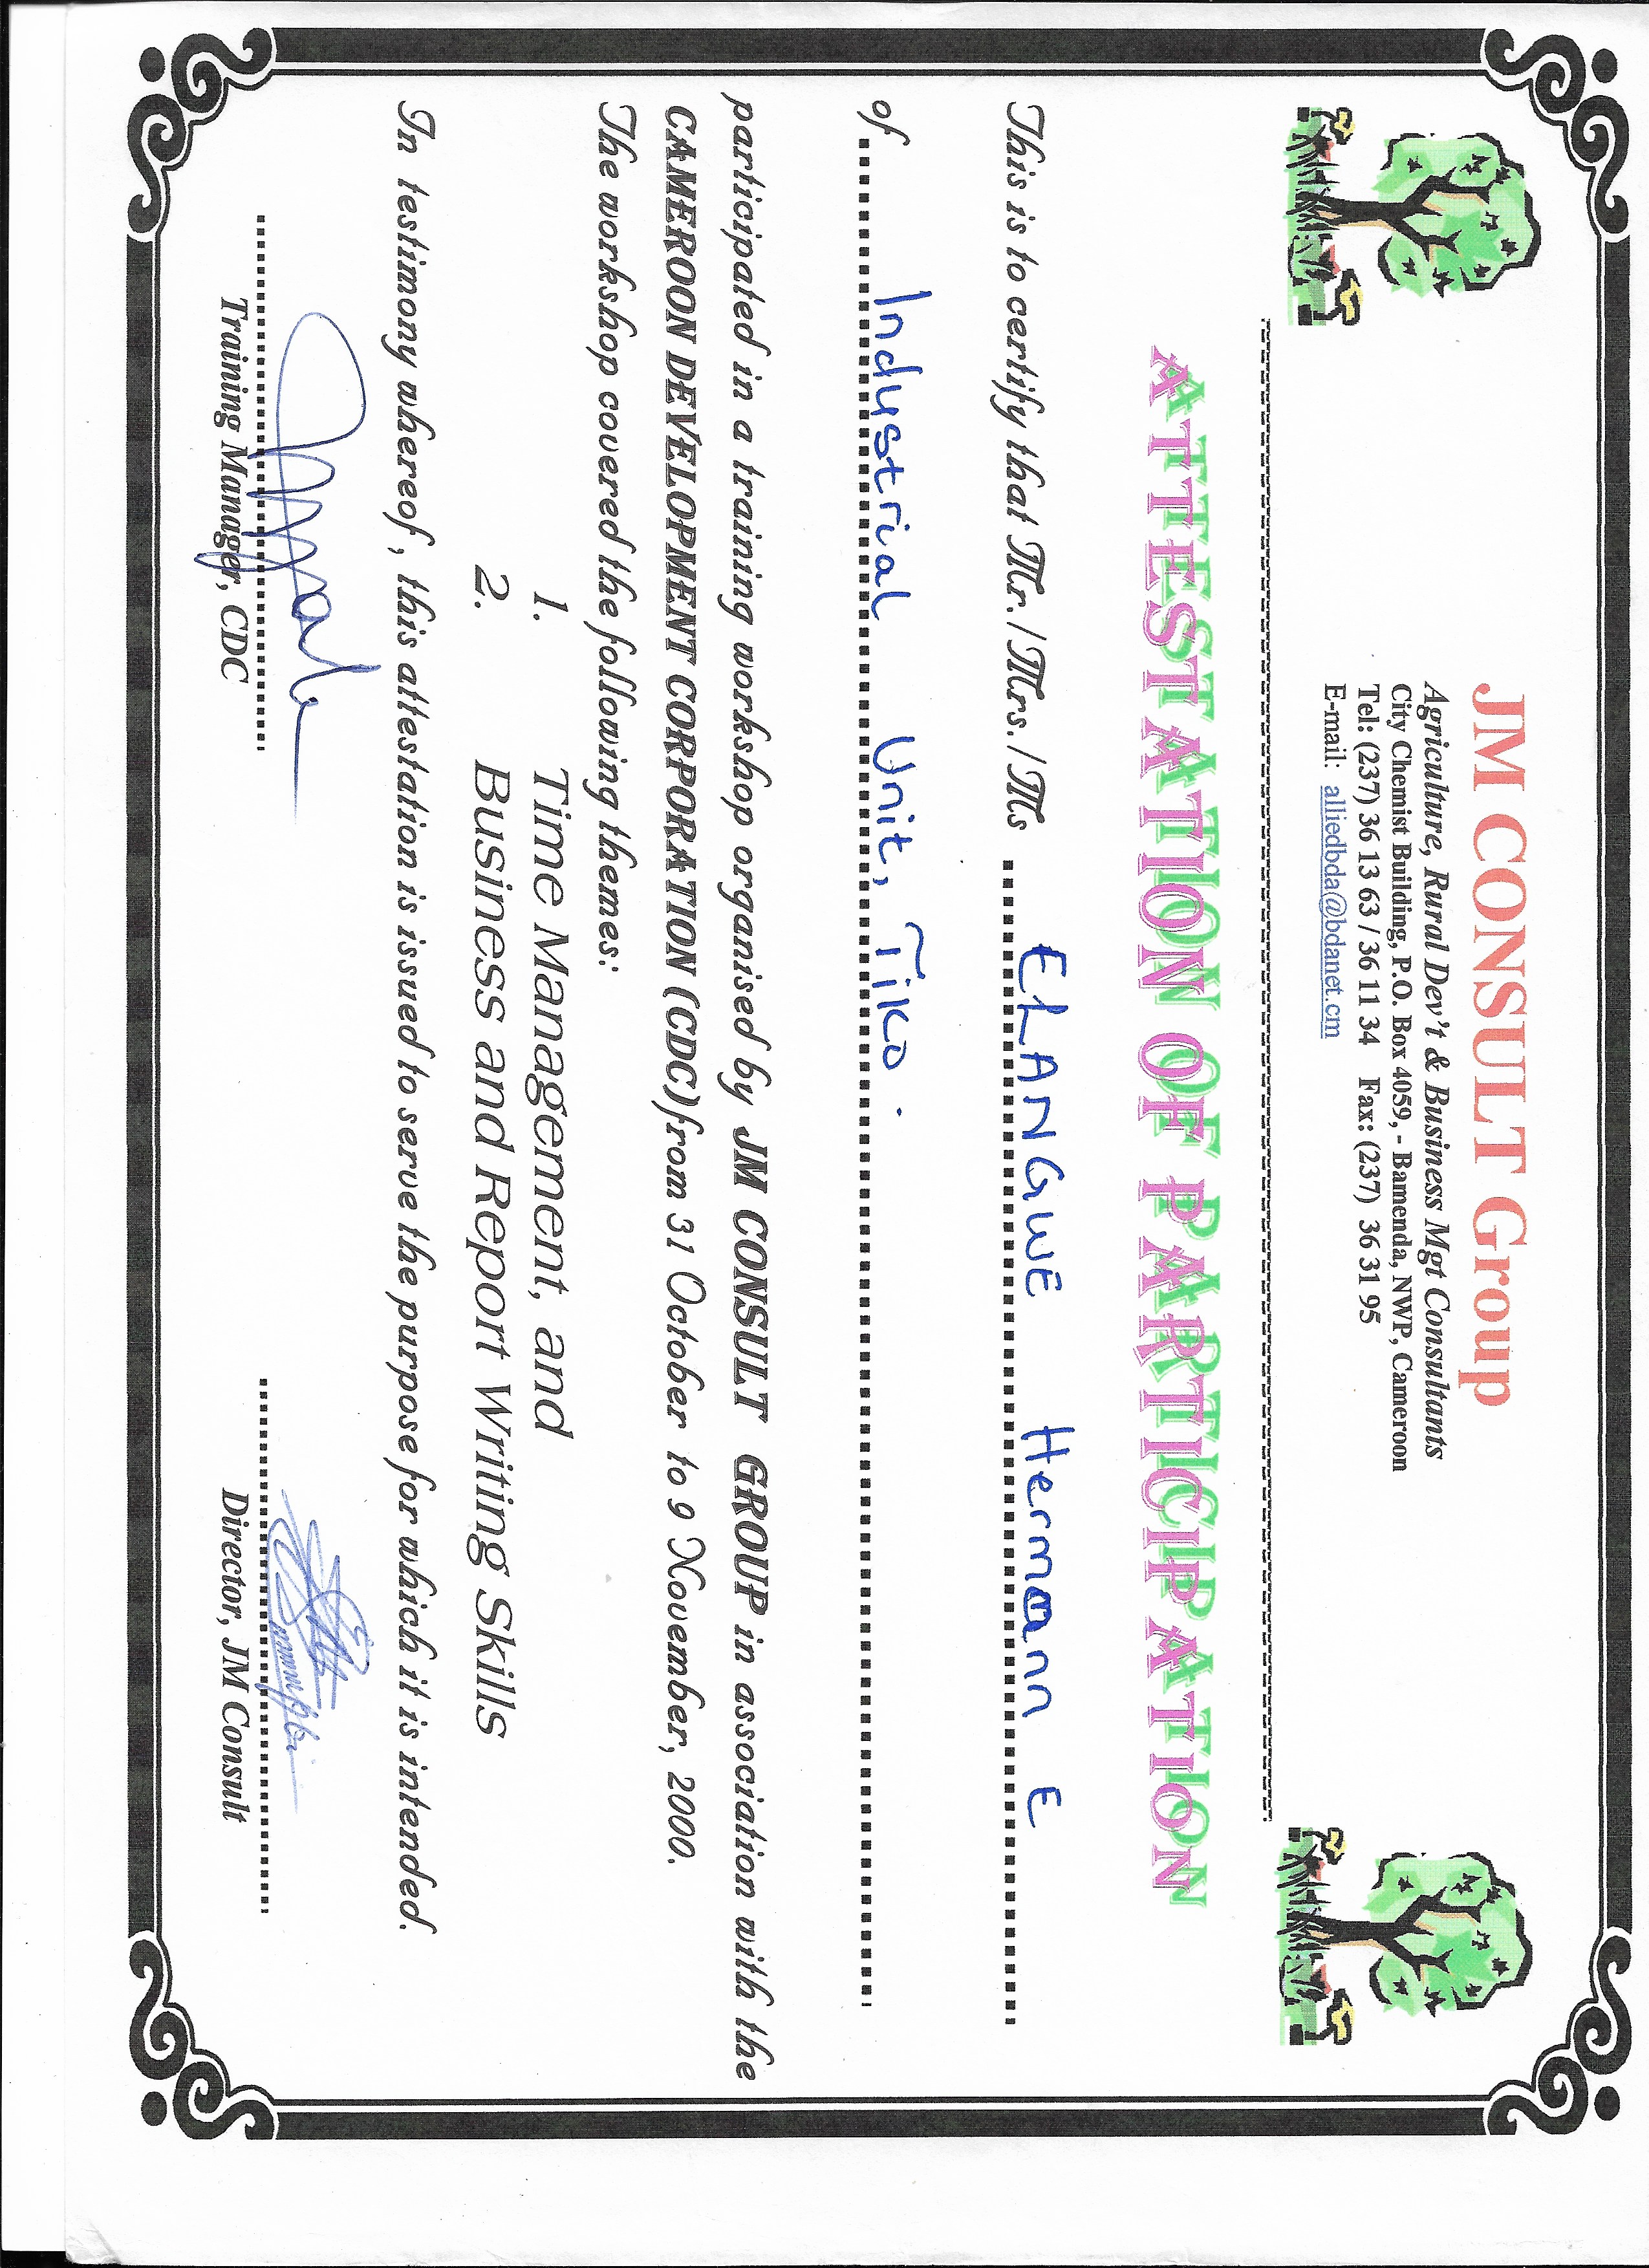 JM CONSULT Group
Agriculture, Rural Dev't & Business Mgt Consultants
City Chemist Building, P.O. Box 4059, - Bamenda, NWP, Cameroon
Tel: (237) 36 13 63 / 36 11 34 Fax: (237) 36 31 95
E-mail: alliedbda@bdanet.cm
ATTESTATION OF PARTICIPATION
This is to certify that Mr./Mrs./Ms ELANGWE Hermann E
of Industrial Unit, Tiko.
participated in a training workshop organised by JM CONSULT GROUP in association with the
CAMEROON DEVELOPMENT CORPORATION (CDC) from 31 October to 9 November, 2000.
The workshop covered the following themes:
1. Time Management, and
2. Business and Report Writing Skills
In testimony whereof, this attestation is issued to serve the purpose for which it is intended.
Training Manager, CDC
Director, JM Consult